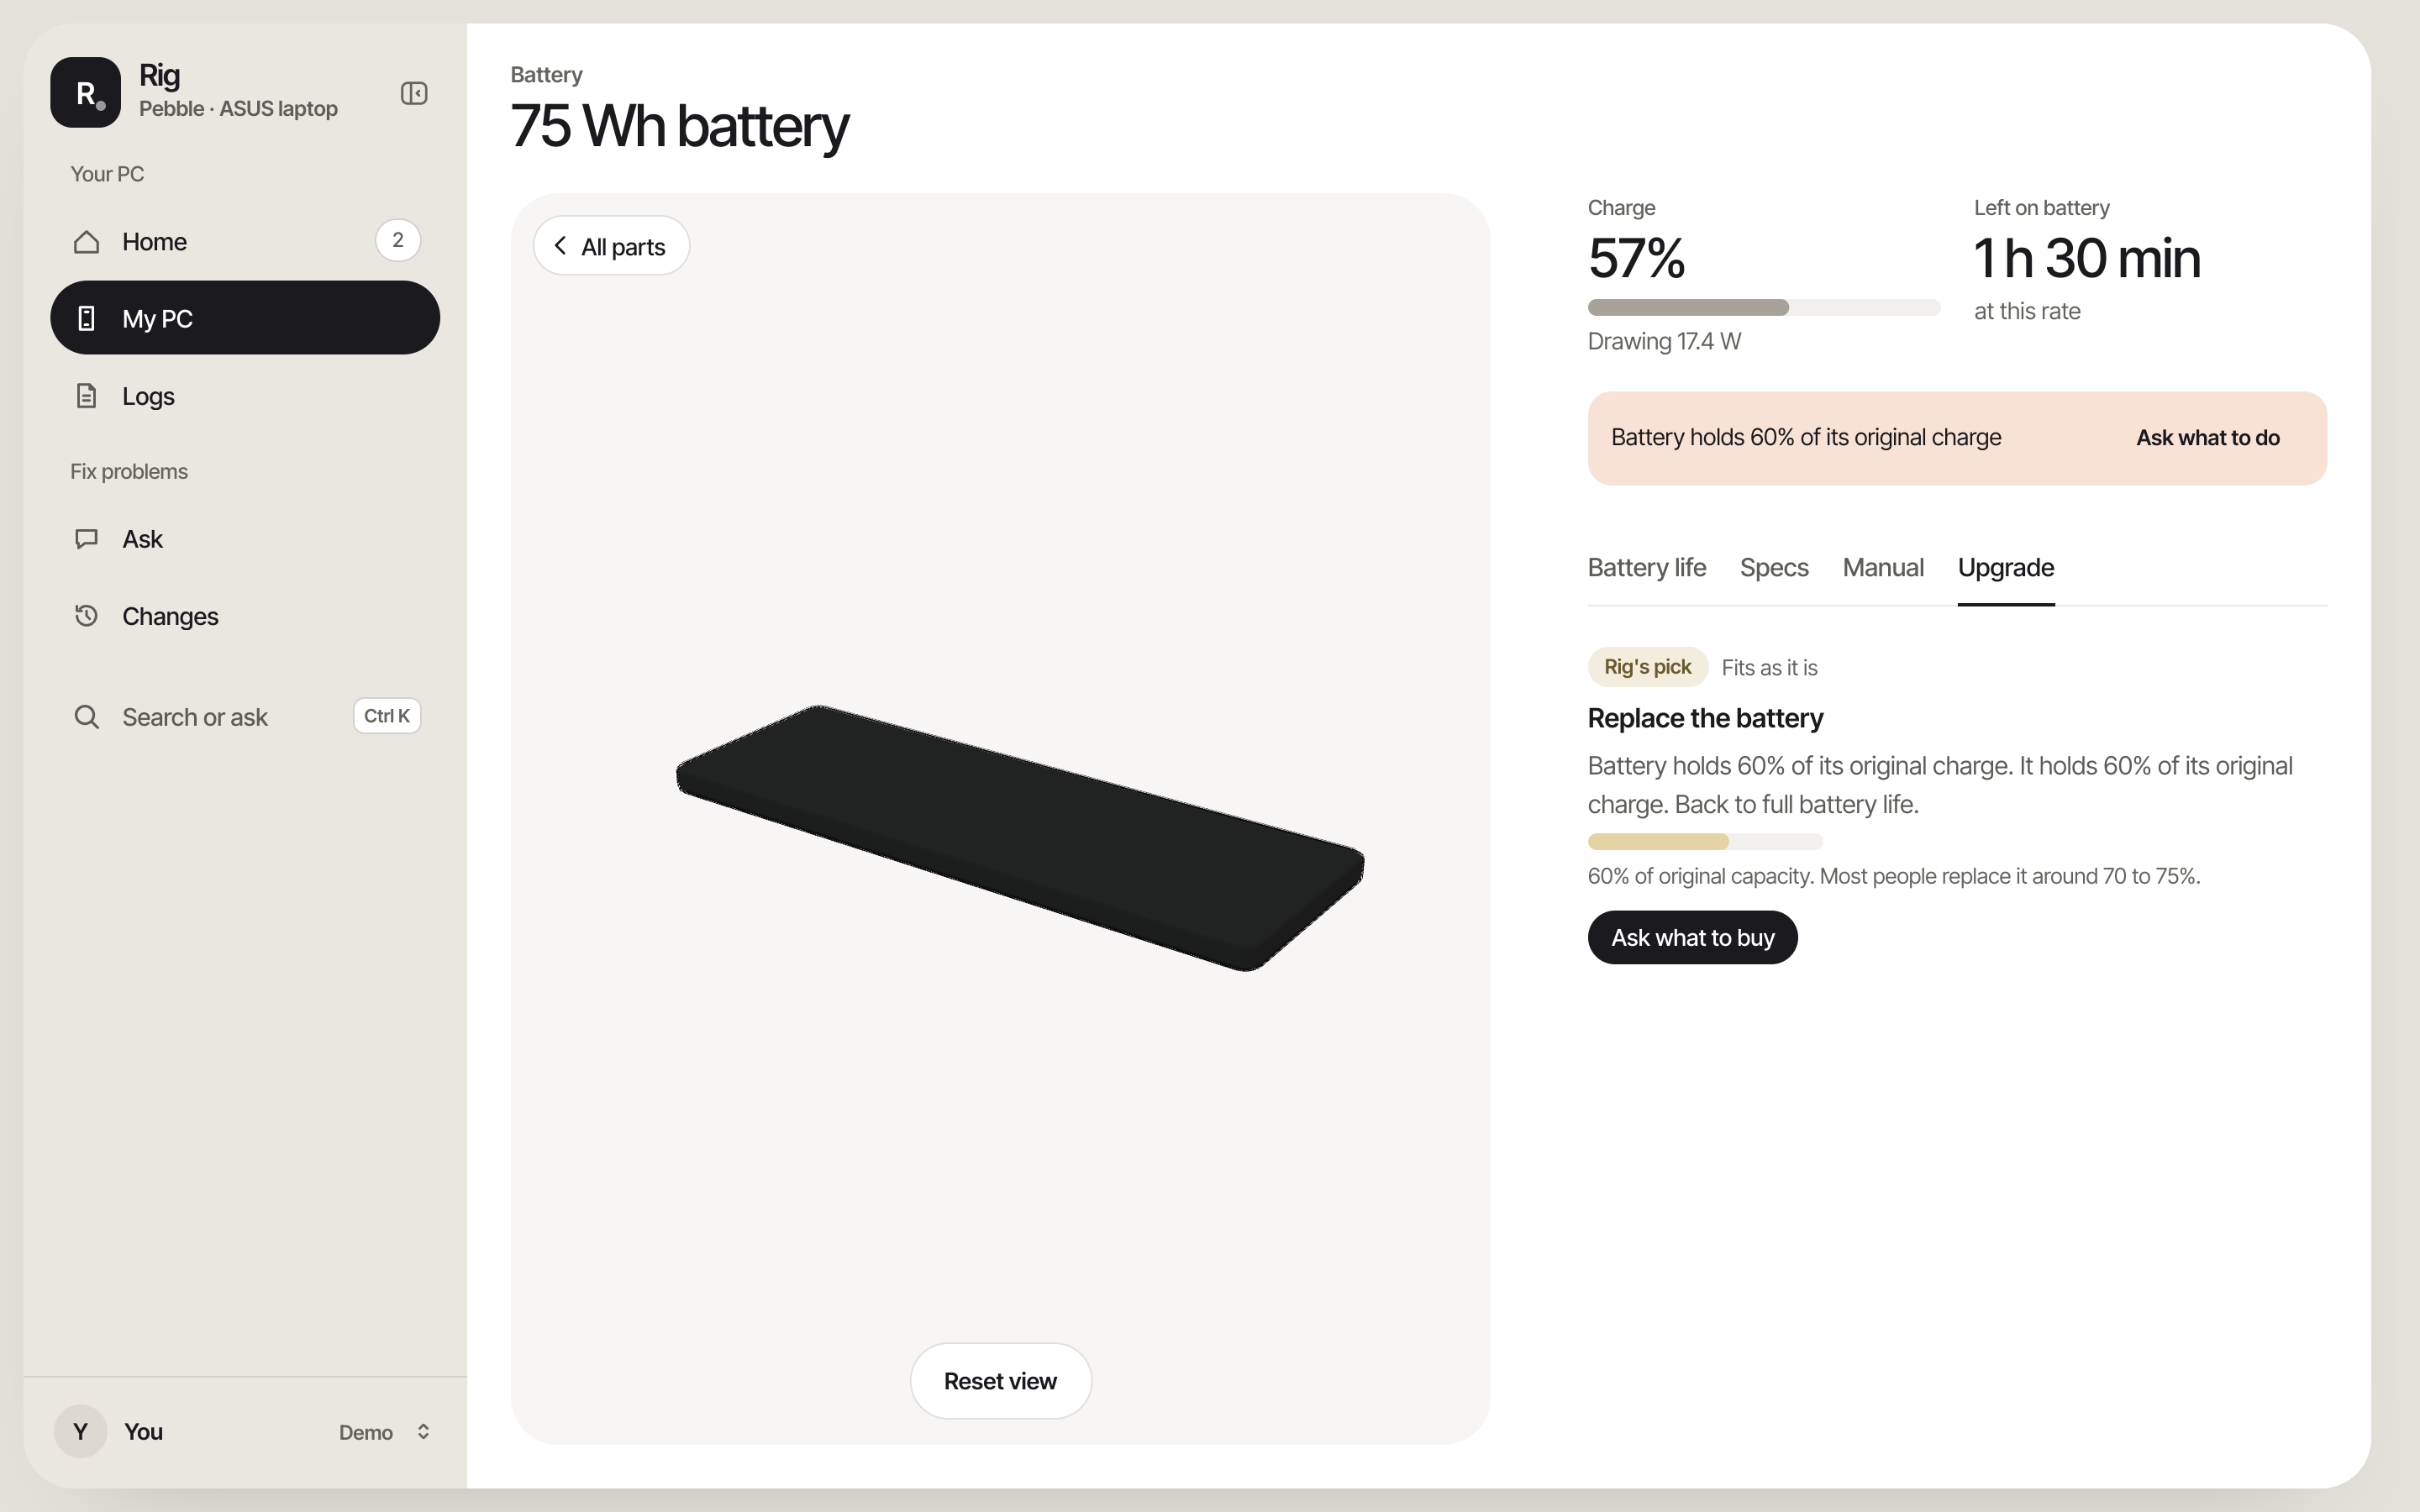 R.
Rig
Pebble · ASUS laptop
Your PC
Home
2
My PC
Logs
Fix problems
Ask
Changes
Search or ask
Ctrl K
Y
You
Demo
Battery
75 Wh battery
All parts
Reset view
Charge
57%
Drawing 17.4 W
Left on battery
1 h 30 min
at this rate
Battery holds 60% of its original charge
Ask what to do
Battery life
Specs
Manual
Upgrade
Rig's pick
Fits as it is
Replace the battery
Battery holds 60% of its original charge. It holds 60% of its original
charge. Back to full battery life.
60% of original capacity. Most people replace it around 70 to 75%.
Ask what to buy